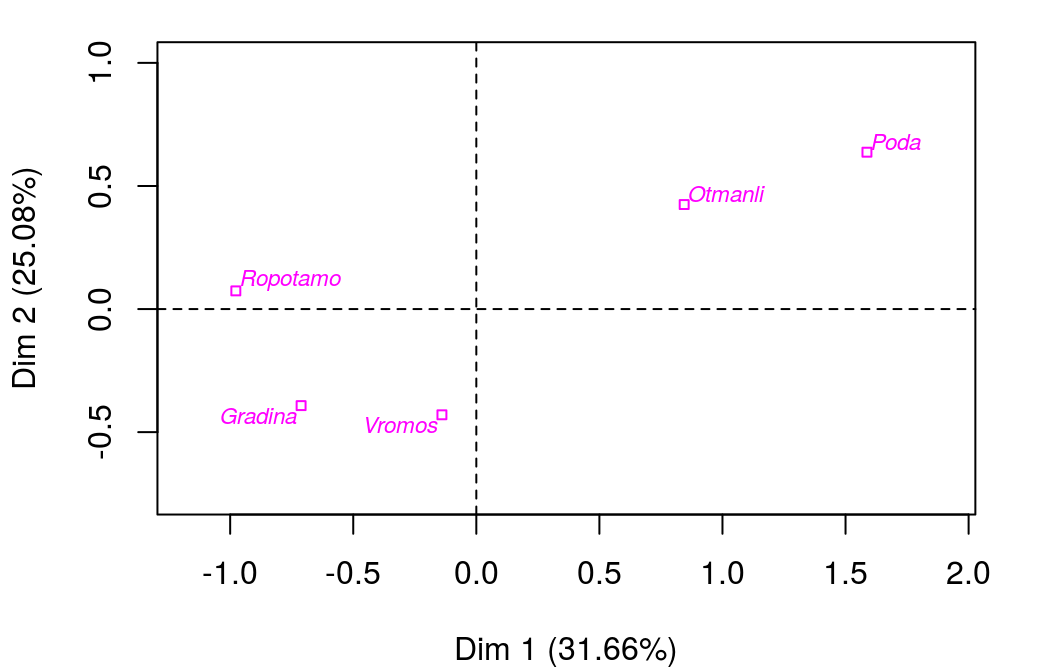 1.0
0.5
0.0
-0.5
Dim 2 (25.08%)
Poda
Otmanli
Ropotamo
Gradina
Vromos
-1.0 -0.5 0.0 0.5 1.0 1.5 2.0
Dim 1 (31.66%)